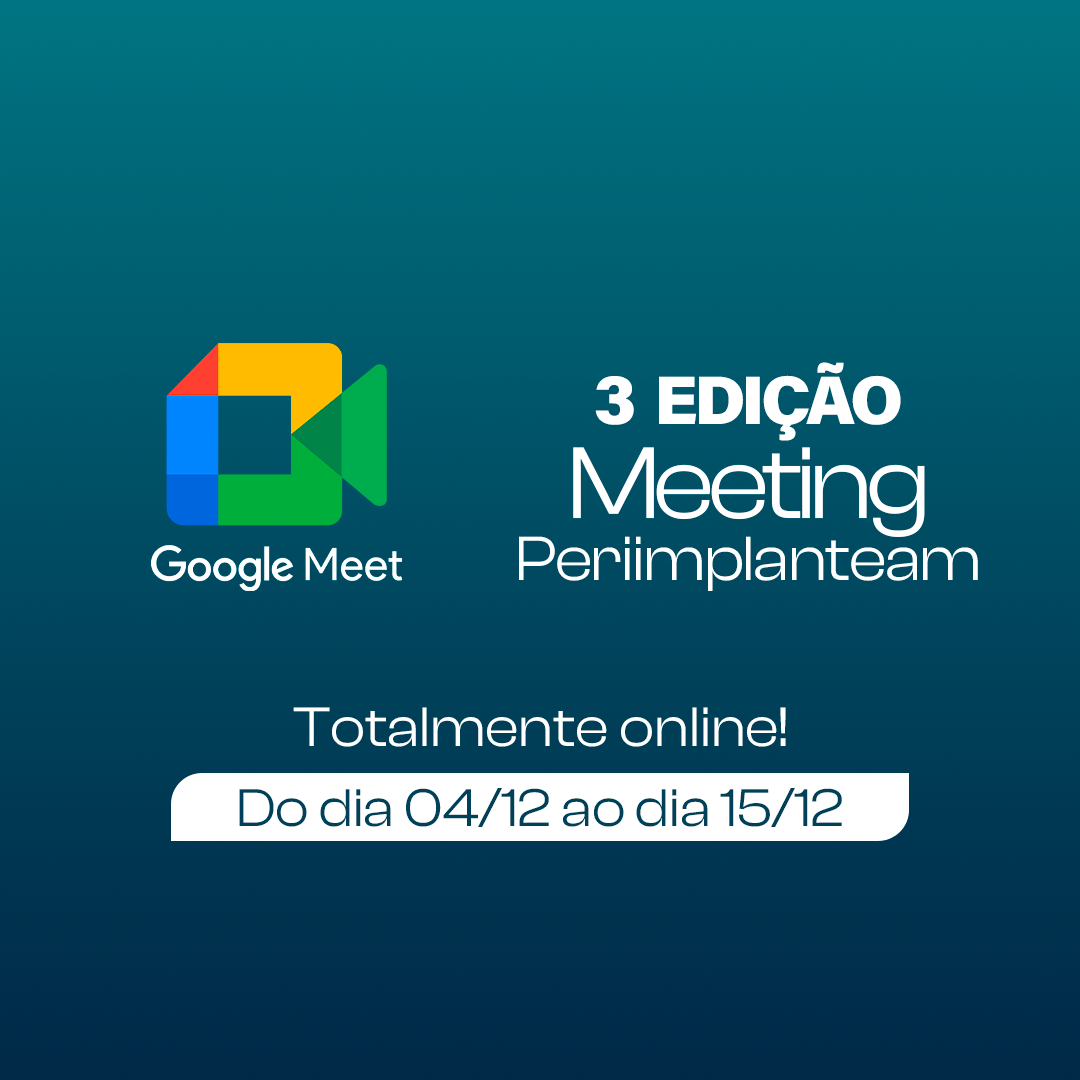 Google Meet
3 EDIÇÃO
Meeting
Periimplanteam
Totalmente online!
Do dia 04/12 ao dia 15/12